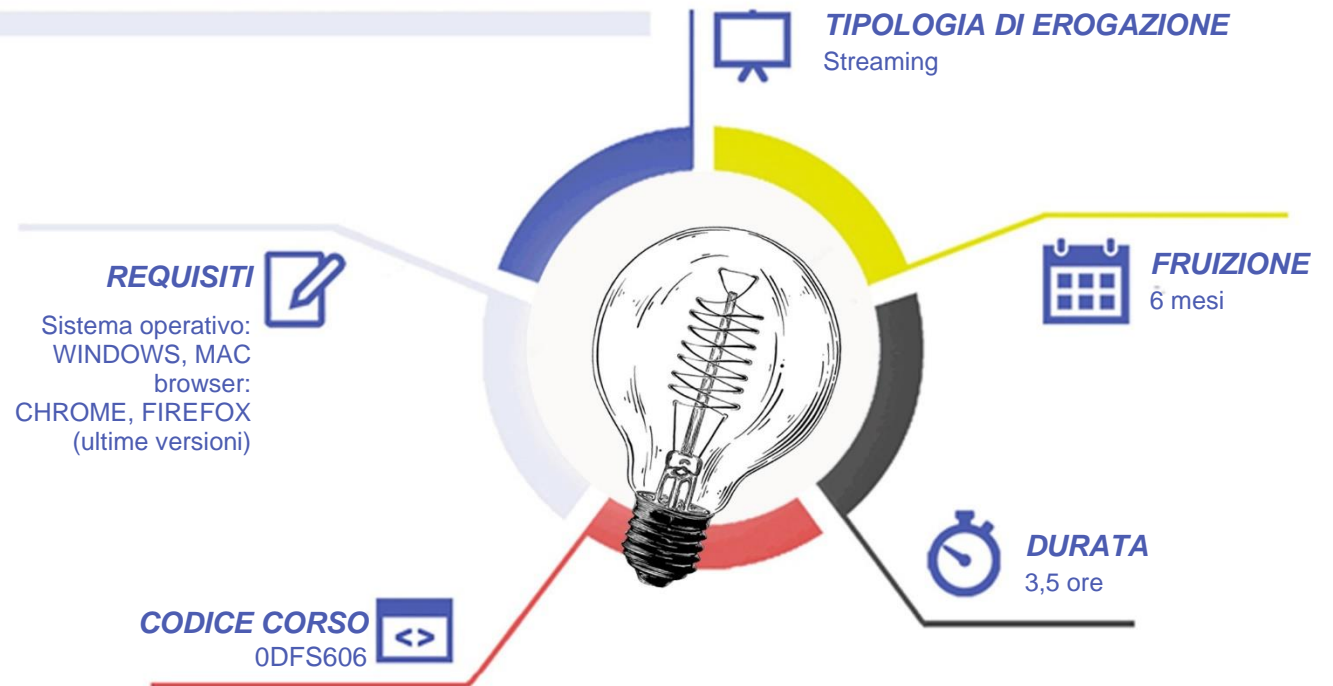 TIPOLOGIA DI EROGAZIONE
Streaming
REQUISITI
Sistema operativo:
WINDOWS, MAC
browser:
CHROME, FIREFOX
(ultime versioni)
FRUIZIONE
6 mesi
DURATA
3,5 ore
CODICE CORSO
0DFS606
<>